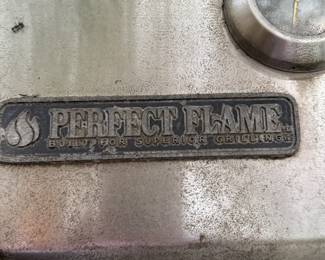 PERFECT FLAME
BUILT FOR SUPERIOR GRILLING